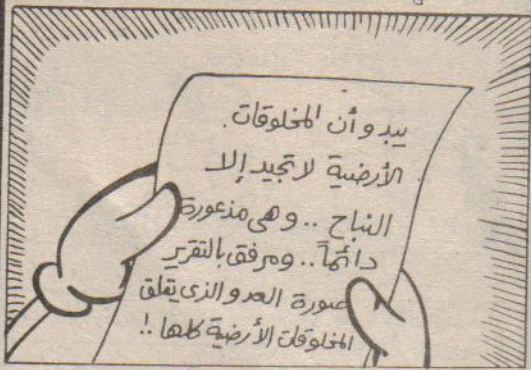 يبدو أن المخلوقات
الأرضية لا تجيد إلا
النباح .. وهى مذعورة
دائماً .. ومرفق بالتقرير
صورة العدو الذى يقلق
المخلوقات الأرضية كلها !!